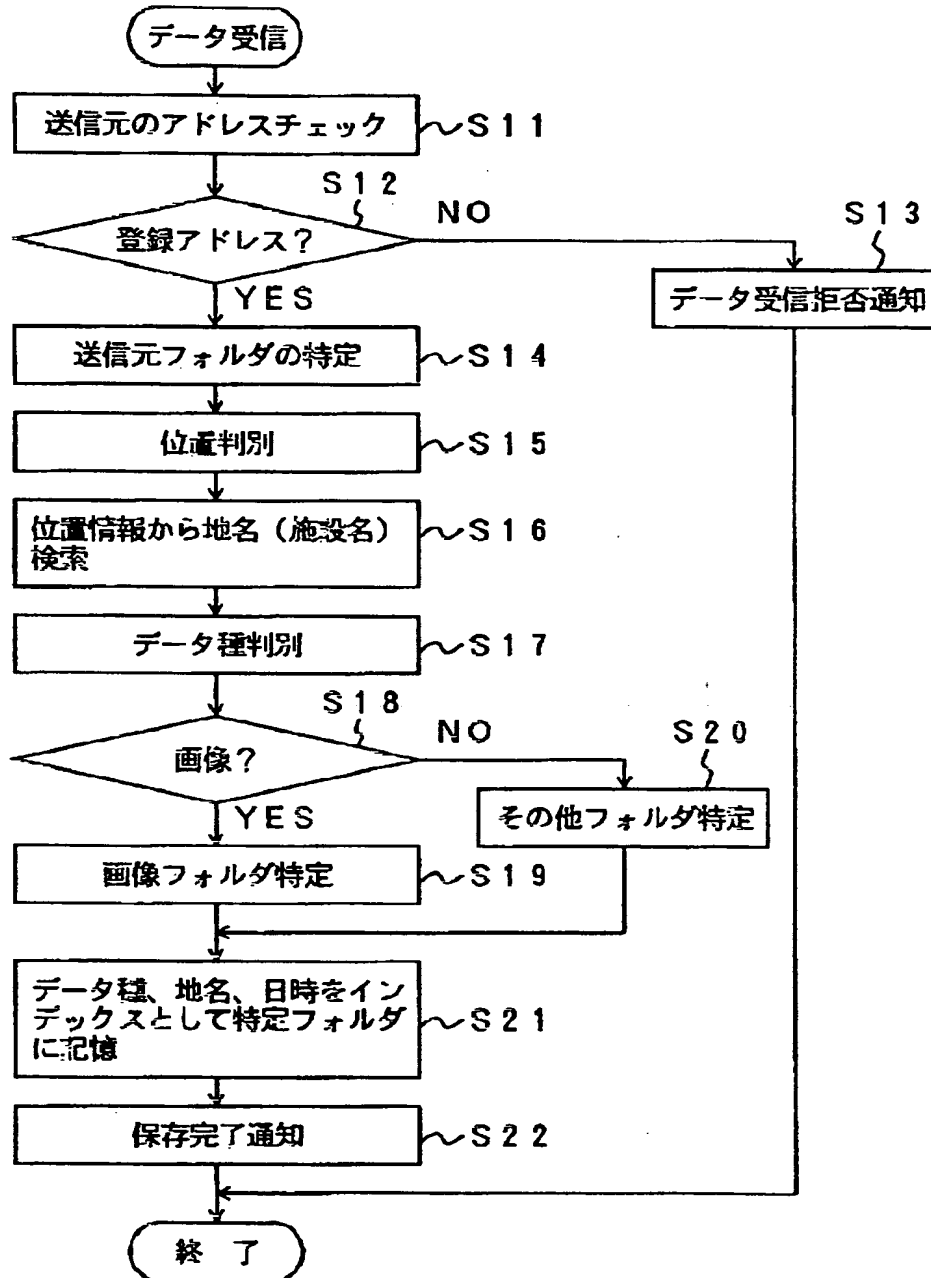 データ受信
送信元のアドレスチェック
S11
S12
登録アドレス?
NO
S13
データ受信拒否通知
YES
送信元フォルダの特定
S14
位置判別
S15
位置情報から地名(施設名)
検索
S16
データ種判別
S17
S18
画像?
NO
S20
その他フォルダ特定
YES
画像フォルダ特定
S19
データ種、地名、日時をイン
デックスとして特定フォルダ
に記憶
S21
保存完了通知
S22
終 了